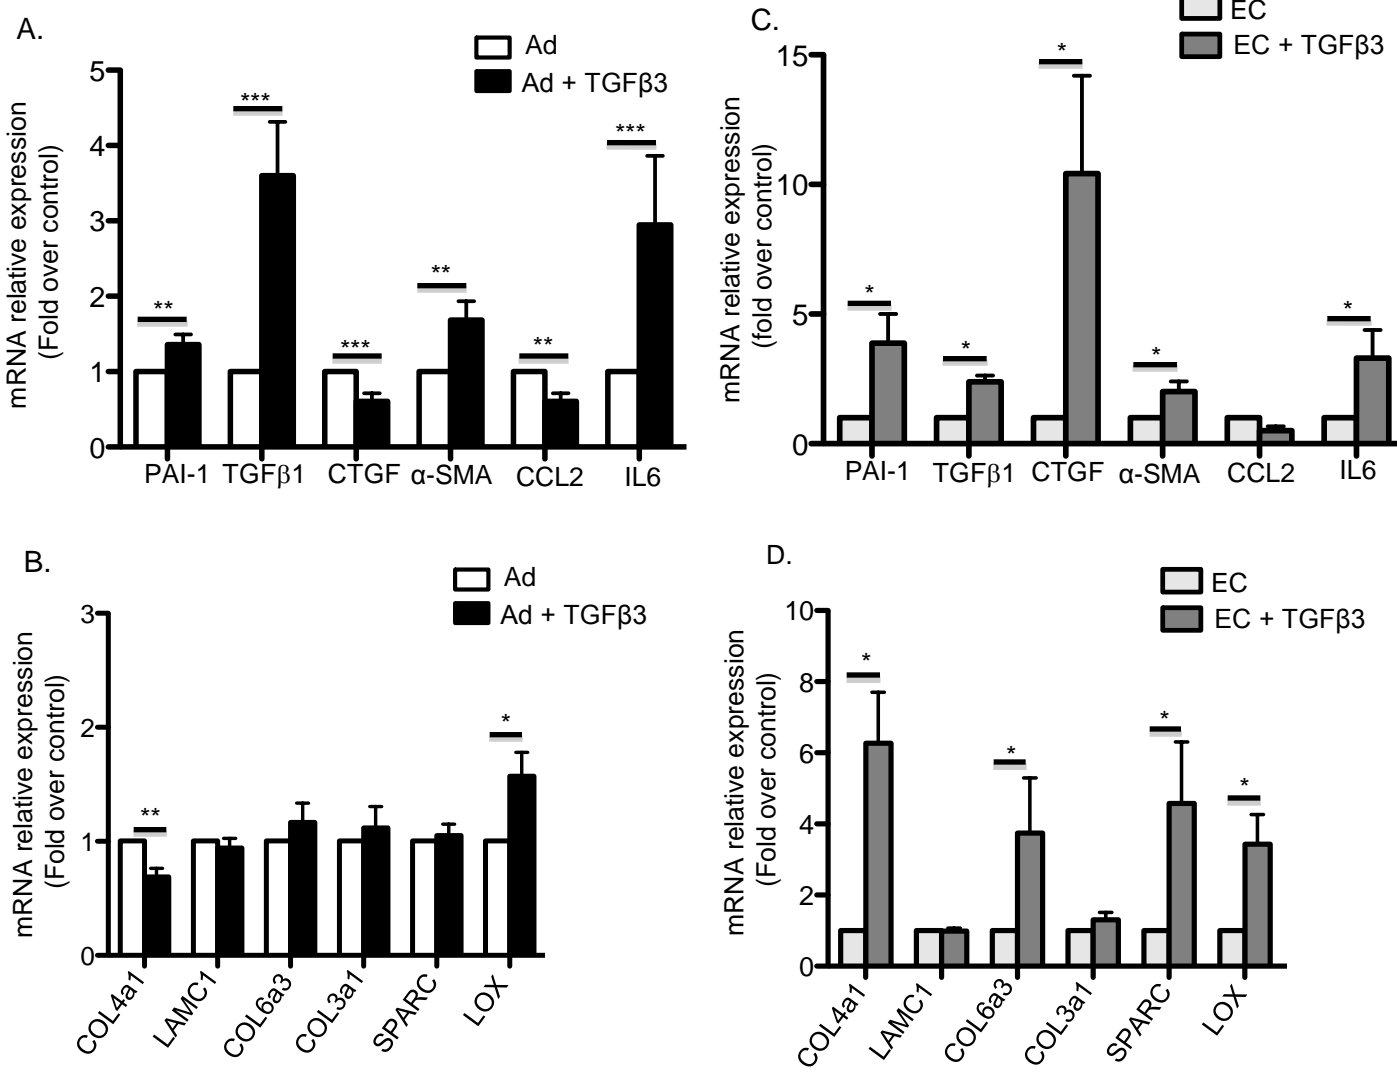 A.
Ad
Ad + TGFβ3
mRNA relative expression
(Fold over control)
5
4
3
2
1
0
**
***
***
**
**
***
PAI-1 TGFβ1 CTGF α-SMA CCL2 IL6
C.
EC
EC + TGFβ3
mRNA relative expression
(fold over control)
15
10
5
0
*
*
*
*
*
PAI-1 TGFβ1 CTGF α-SMA CCL2 IL6
B.
Ad
Ad + TGFβ3
mRNA relative expression
(Fold over control)
3
2
1
0
**
*
COL4a1 LAMC1 COL6a3 COL3a1 SPARC LOX
D.
EC
EC + TGFβ3
mRNA relative expression
(Fold over control)
10
8
6
4
2
0
*
*
*
*
COL4a1 LAMC1 COL6a3 COL3a1 SPARC LOX